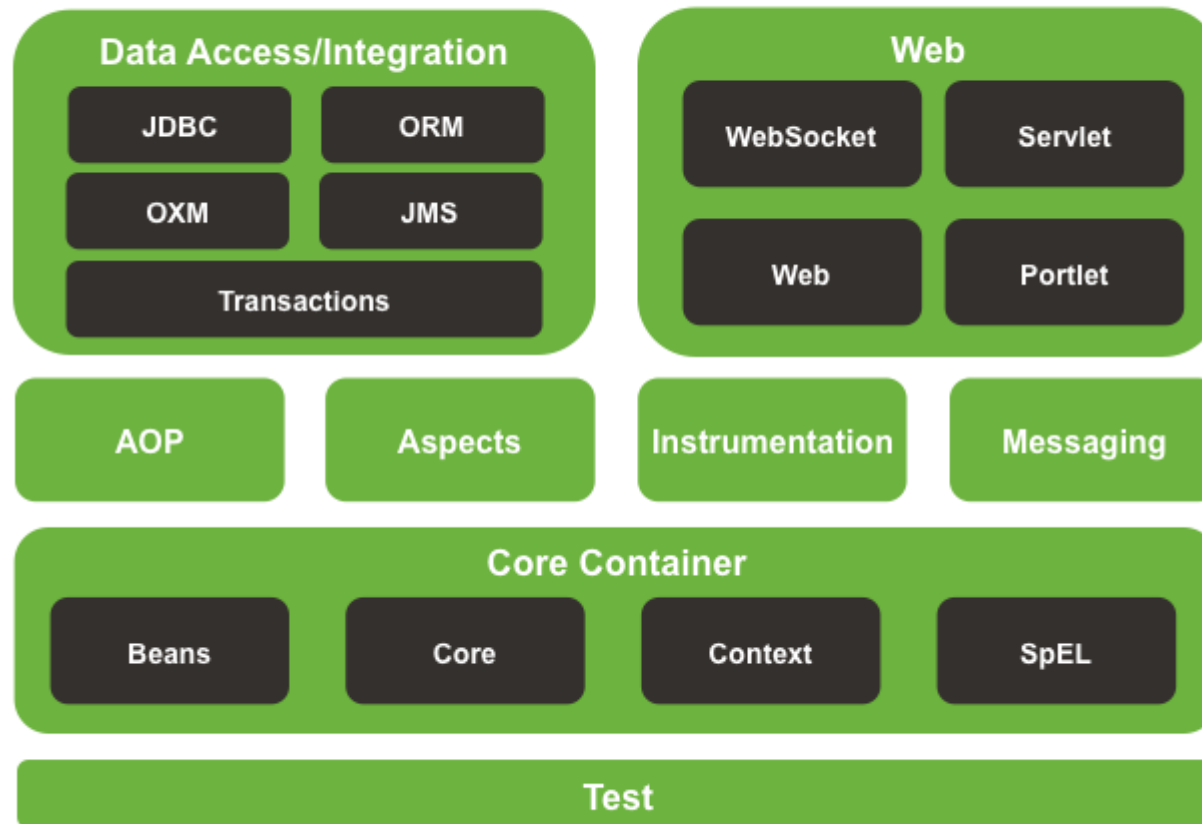 Data Access/Integration
JDBC
ORM
OXM
JMS
Transactions
Web
WebSocket
Servlet
Web
Portlet
AOP
Aspects
Instrumentation
Messaging
Core Container
Beans
Core
Context
SpEL
Test